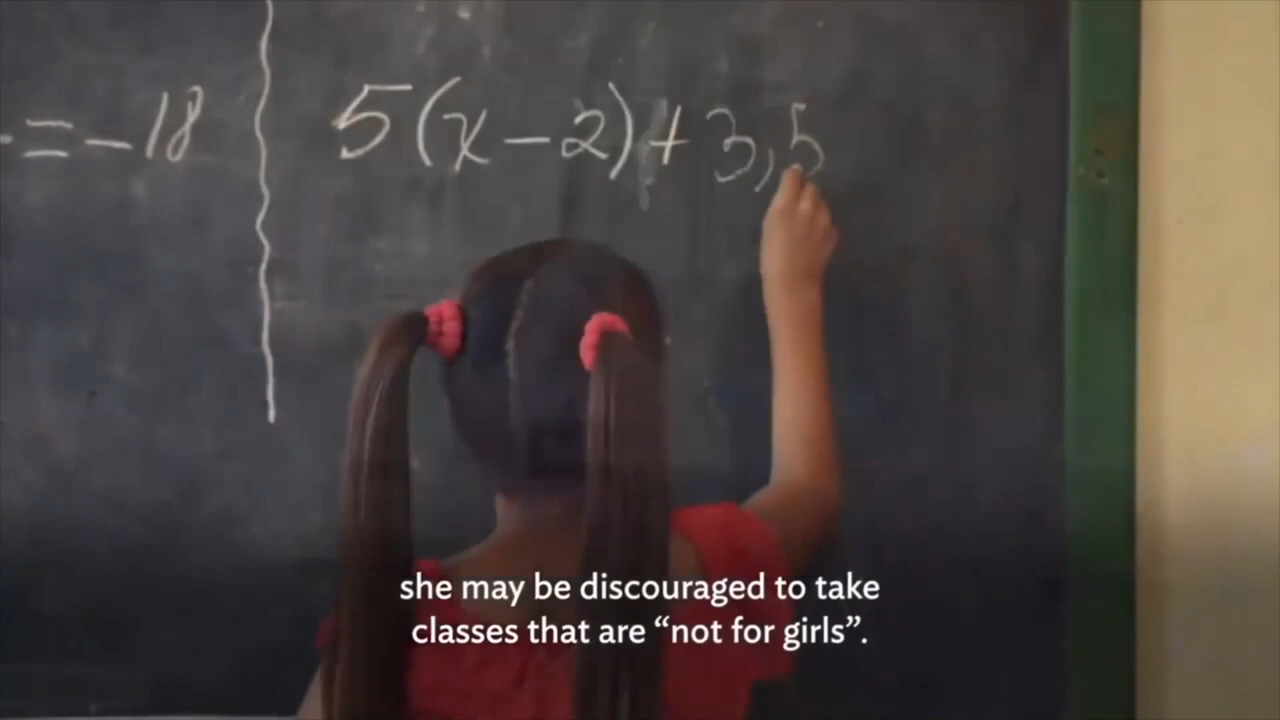 = -18
5(x-2)+3,5
she may be discouraged to take
classes that are “not for girls”.